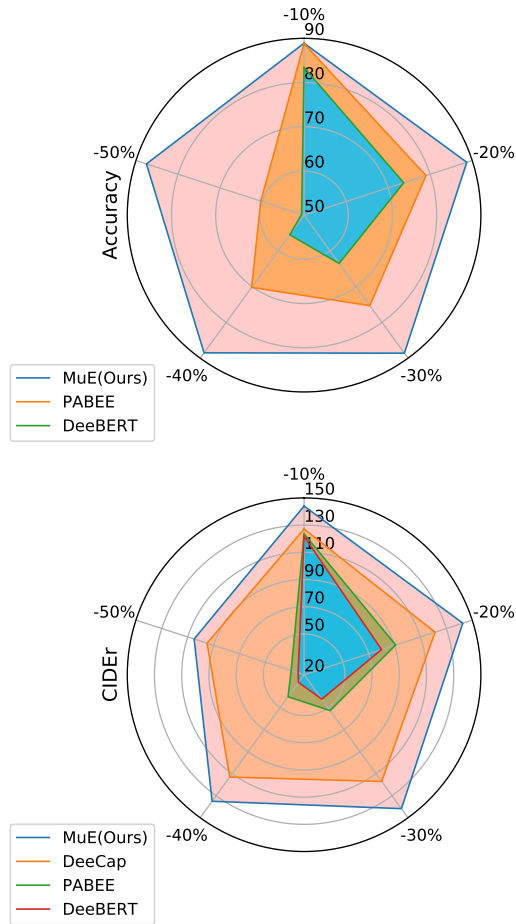 -10%
90
80
-20%
70
60
50
-50%
Accuracy
-40%
-30%
MuE(Ours)
PABEE
DeeBERT
-10%
150
130
110
90
70
50
20
-20%
-50%
CIDEr
-40%
-30%
MuE(Ours)
DeeCap
PABEE
DeeBERT